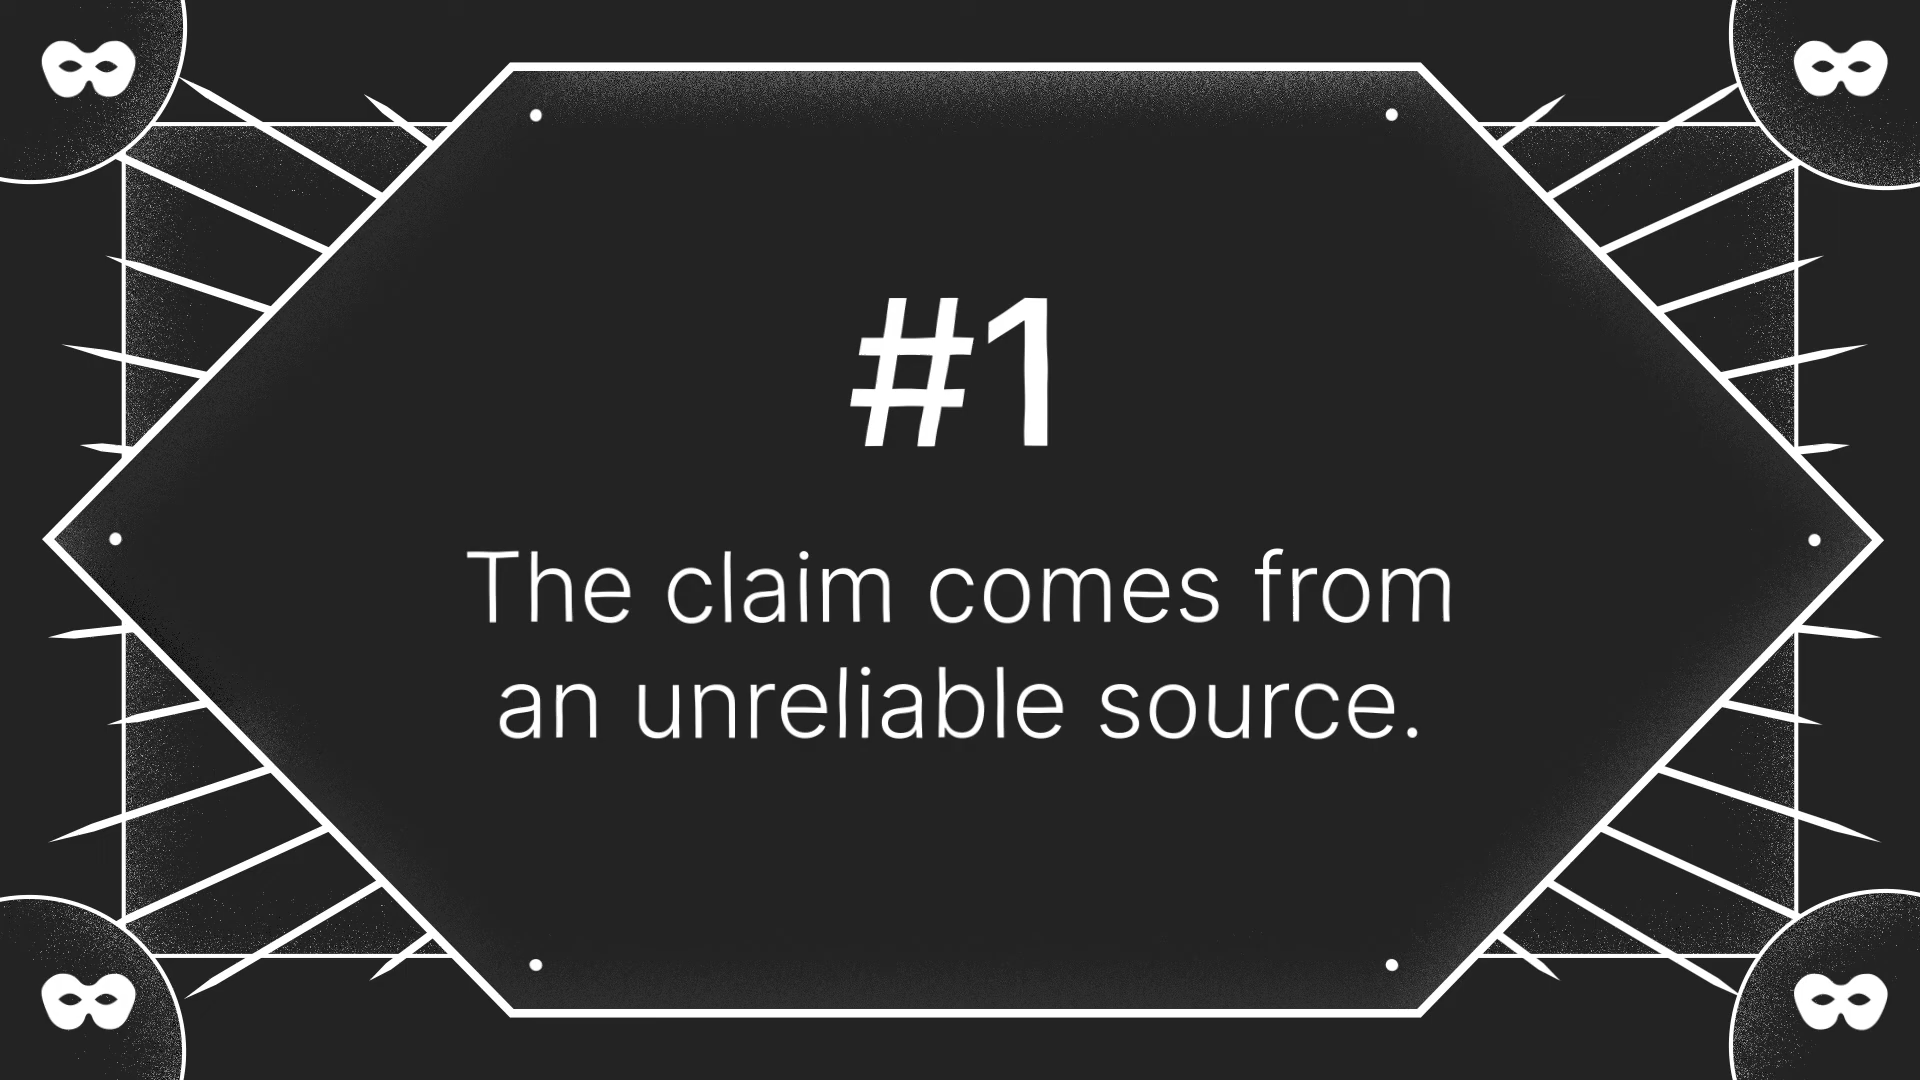 #1
The claim comes from
an unreliable source.